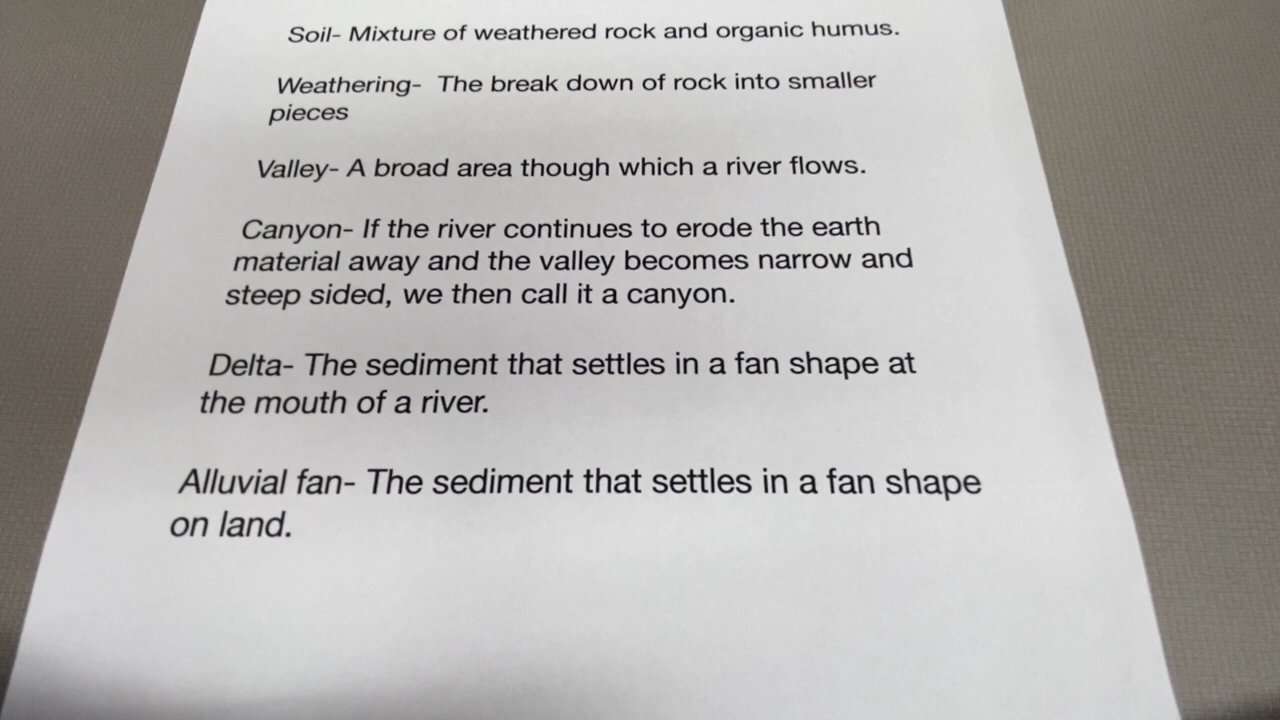 Soil- Mixture of weathered rock and organic humus.
Weathering- The break down of rock into smaller
pieces
Valley- A broad area though which a river flows.
Canyon- If the river continues to erode the earth
material away and the valley becomes narrow and
steep sided, we then call it a canyon.
Delta- The sediment that settles in a fan shape at
the mouth of a river.
Alluvial fan- The sediment that settles in a fan shape
on land.